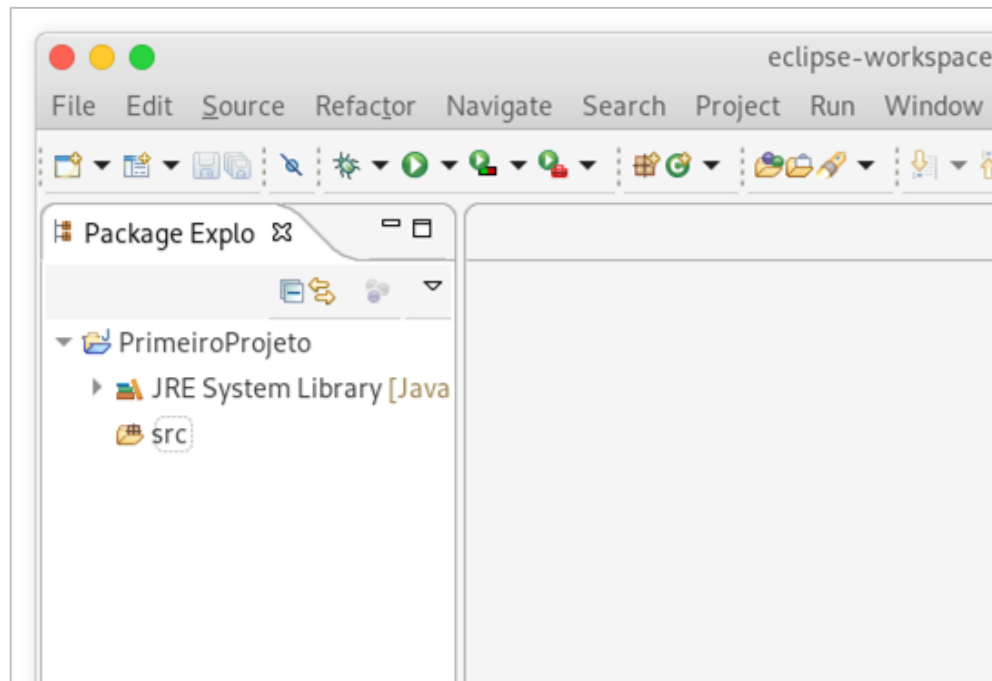 eclipse-workspace
File Edit Source Refactor Navigate Search Project Run Window
Package Explo
PrimeiroProjeto
JRE System Library [Java
src